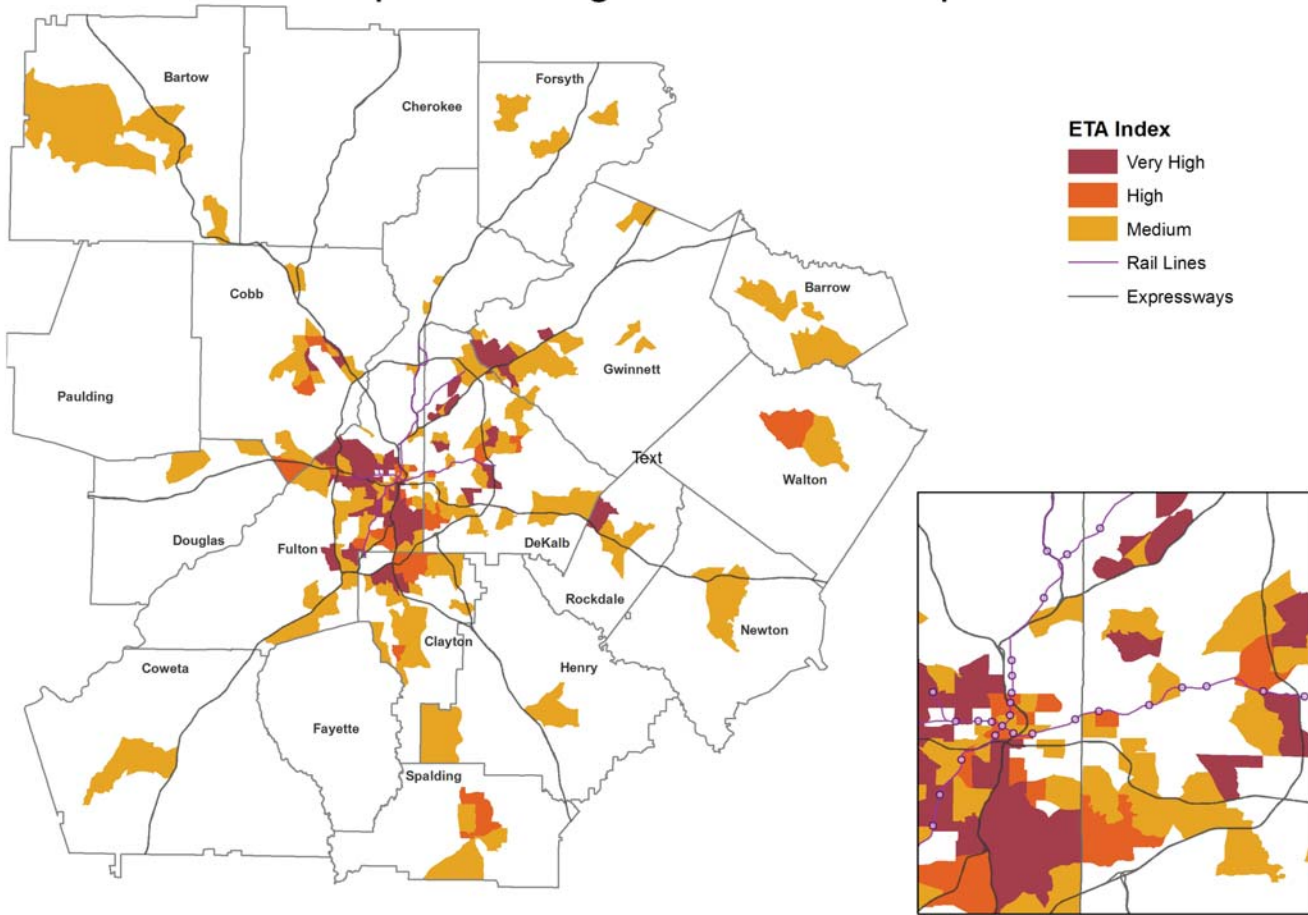 Bartow
Cherokee
Forsyth
ETA Index
Very High
High
Medium
Rail Lines
Expressways
Cobb
Barrow
Gwinnett
Paulding
Text
Walton
Douglas
Fulton
DeKalb
Rockdale
Newton
Clayton
Coweta
Henry
Fayette
Spalding